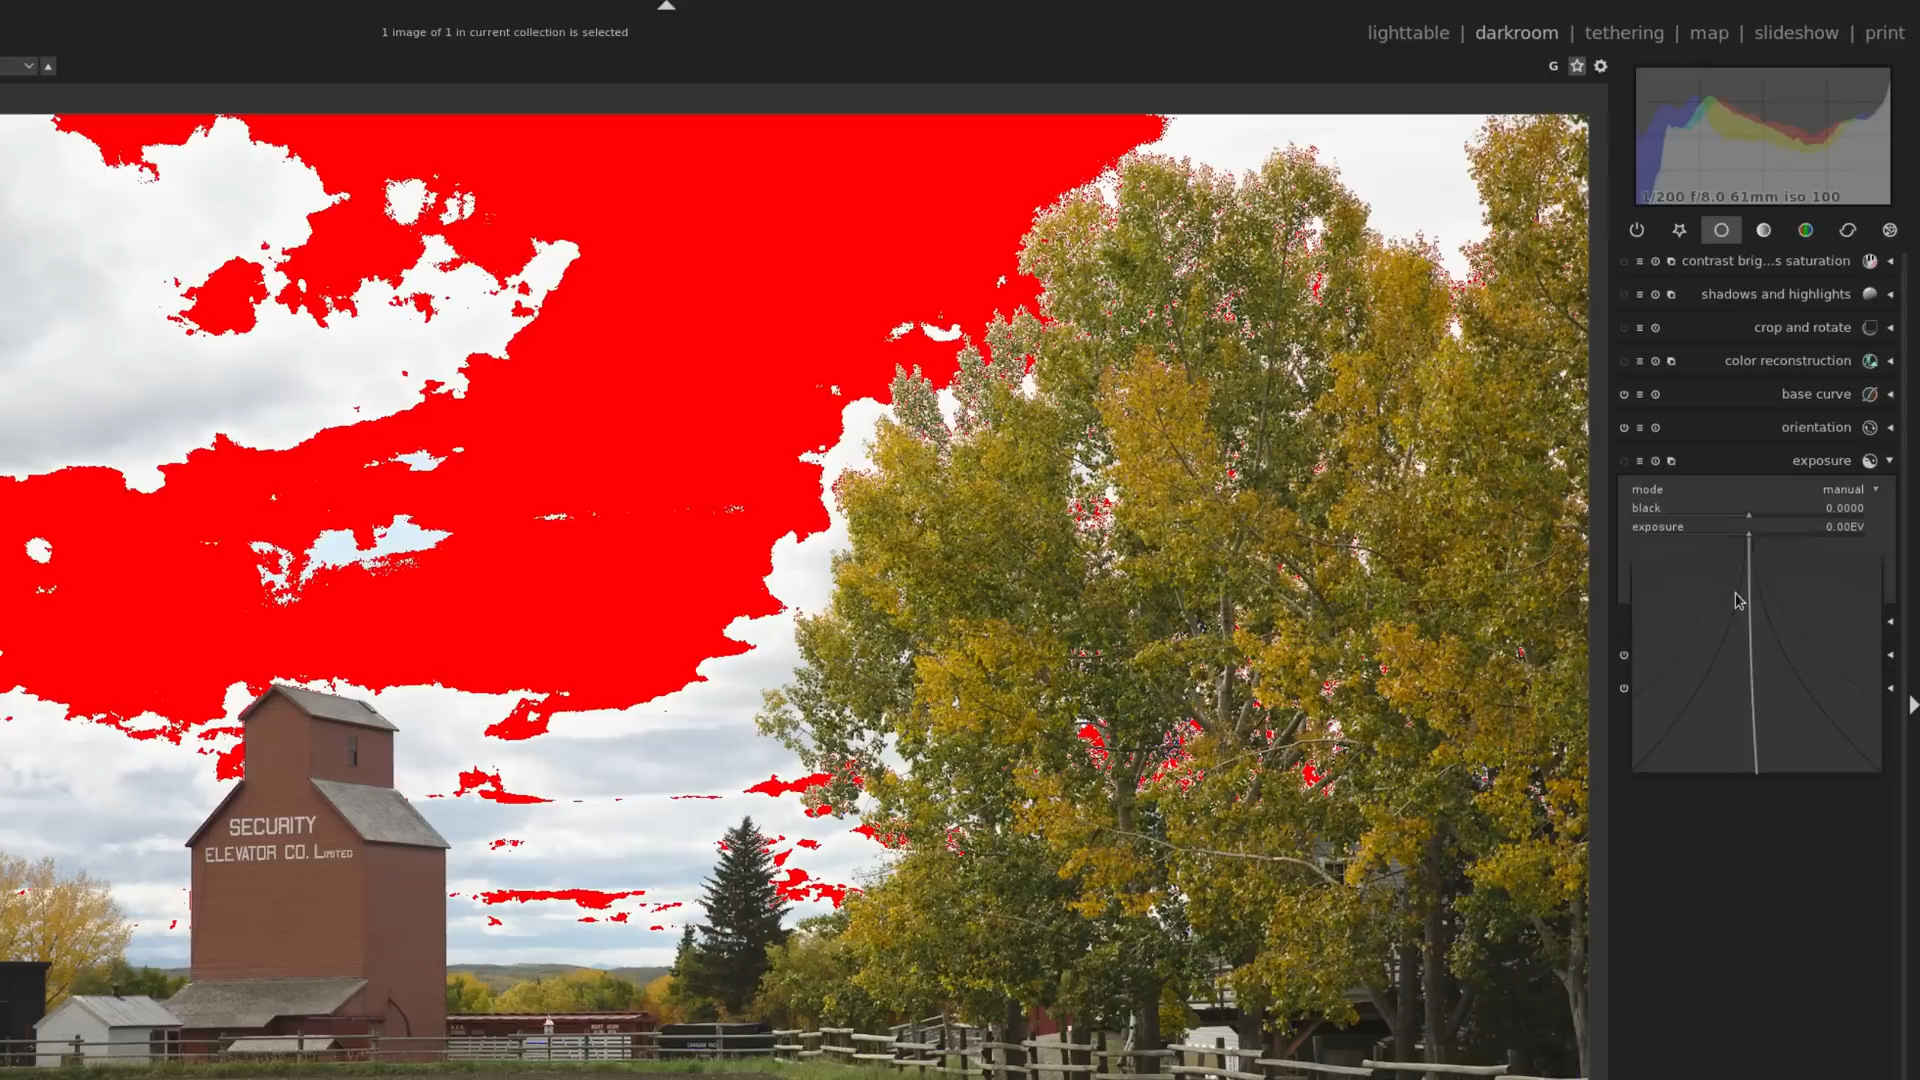 1 image of 1 in current collection is selected
lighttable | darkroom | tethering | map | slideshow | print
G
1/200 f/8.0 61mm iso 100
contrast brig...s saturation
shadows and highlights
crop and rotate
color reconstruction
base curve
orientation
exposure
mode manual
black 0.0000
exposure 0.00EV
SECURITY
ELEVATOR CO. LIMITED